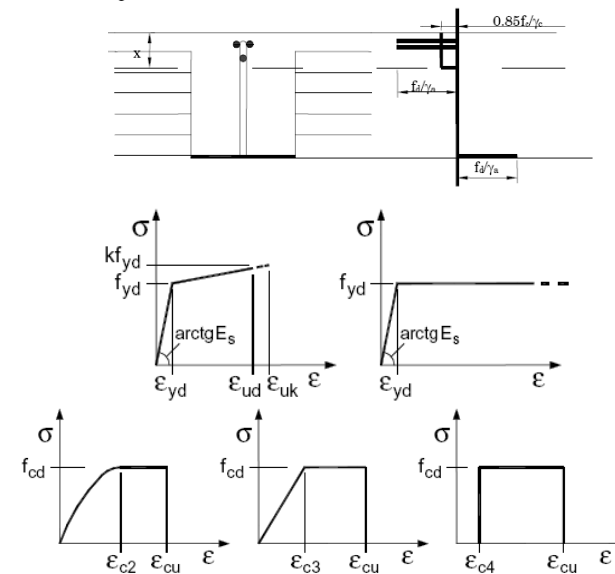 0.85fc/γc
x
fd/γa
fd/γa
σ
kfyd
fyd
arctgEs
εyd
εud
εuk
ε
σ
fyd
arctgEs
εyd
ε
σ
fcd
εc2
εcu
ε
σ
fcd
εc3
εcu
ε
σ
fcd
εc4
εcu
ε